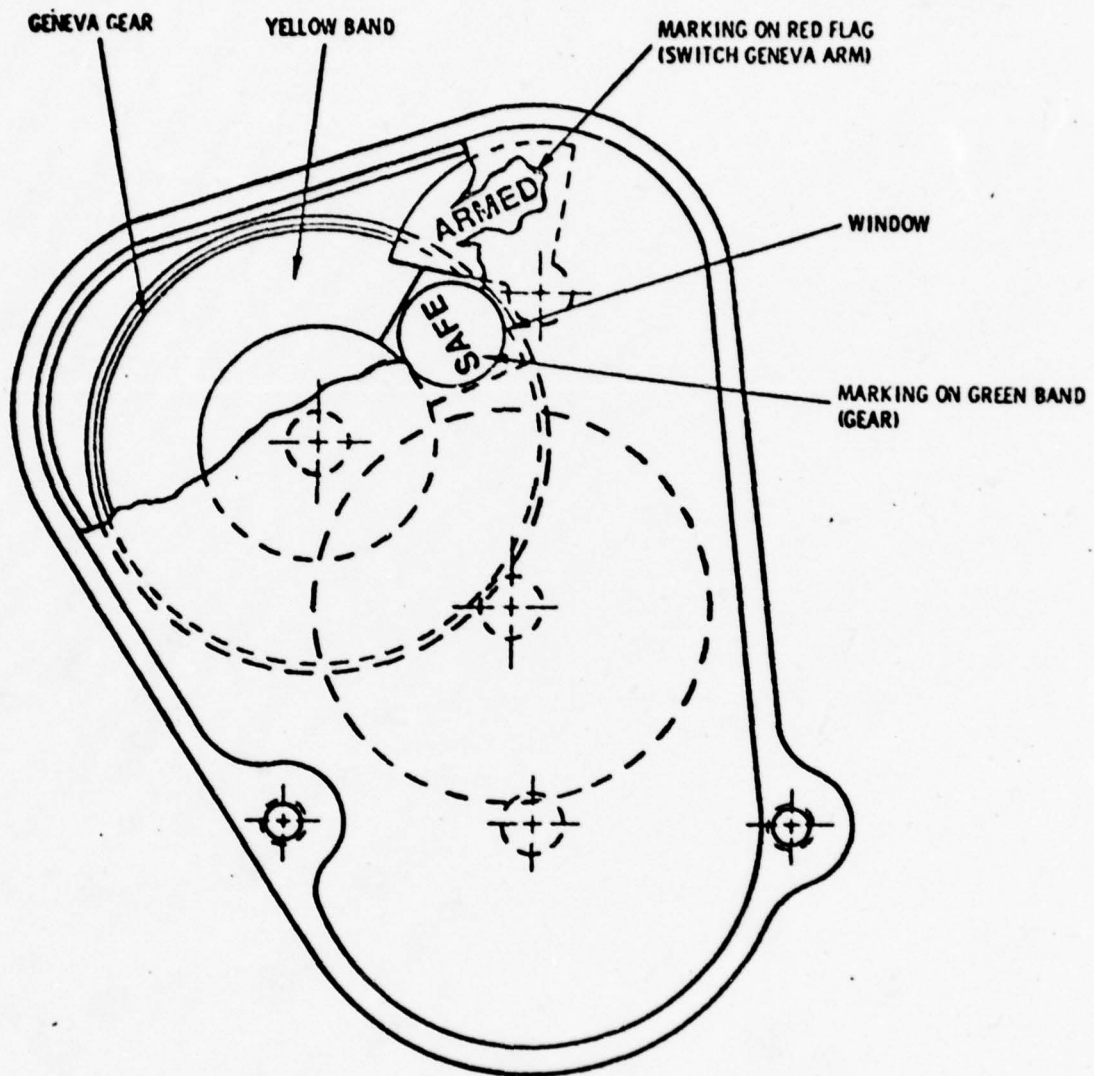 GENEVA GEAR
YELLOW BAND
MARKING ON RED FLAG
(SWITCH GENEVA ARM)
ARMED
WINDOW
SAFE
MARKING ON GREEN BAND
(GEAR)